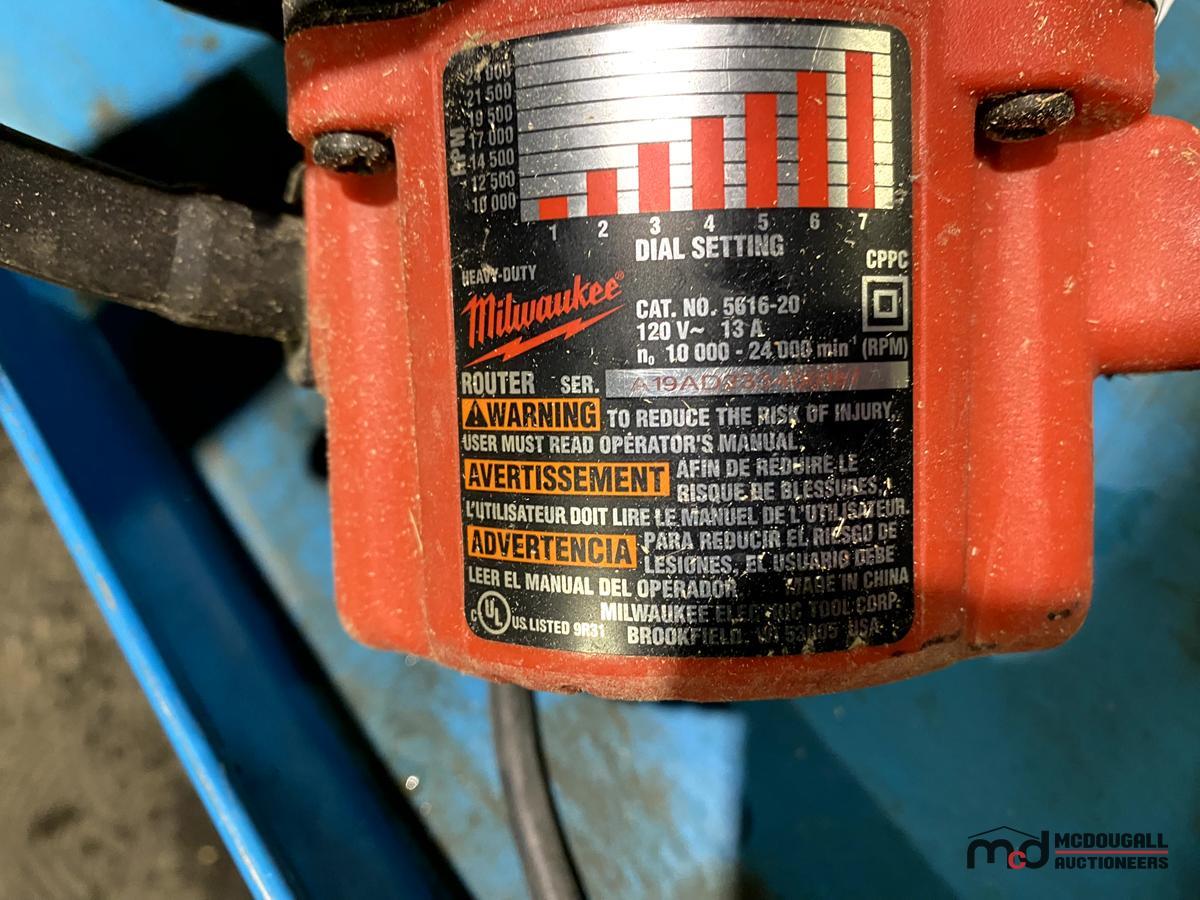 24 000
21 500
19 500
17 000
14 500
12 500
10 000
RPM
1 2 3 4 5 6 7
DIAL SETTING
CPPC
HEAVY-DUTY
Milwaukee®
CAT. NO. 5616-20
120 V~ 13 A
n₀ 10 000 - 24 000 min⁻¹ (RPM)
ROUTER SER.
WARNING TO REDUCE THE RISK OF INJURY,
USER MUST READ OPERATOR'S MANUAL.
AVERTISSEMENT AFIN DE RÉDUIRE LE
RISQUE DE BLESSURES,
L'UTILISATEUR DOIT LIRE LE MANUEL DE L'UTILISATEUR.
ADVERTENCIA PARA REDUCIR EL RIESGO DE
LESIONES, EL USUARIO DEBE
LEER EL MANUAL DEL OPERADOR MADE IN CHINA
C UL US LISTED 9R31
MILWAUKEE ELECTRIC TOOL CORP.
BROOKFIELD, WI 53005 USA
mcd MCDOUGALL
AUCTIONEERS